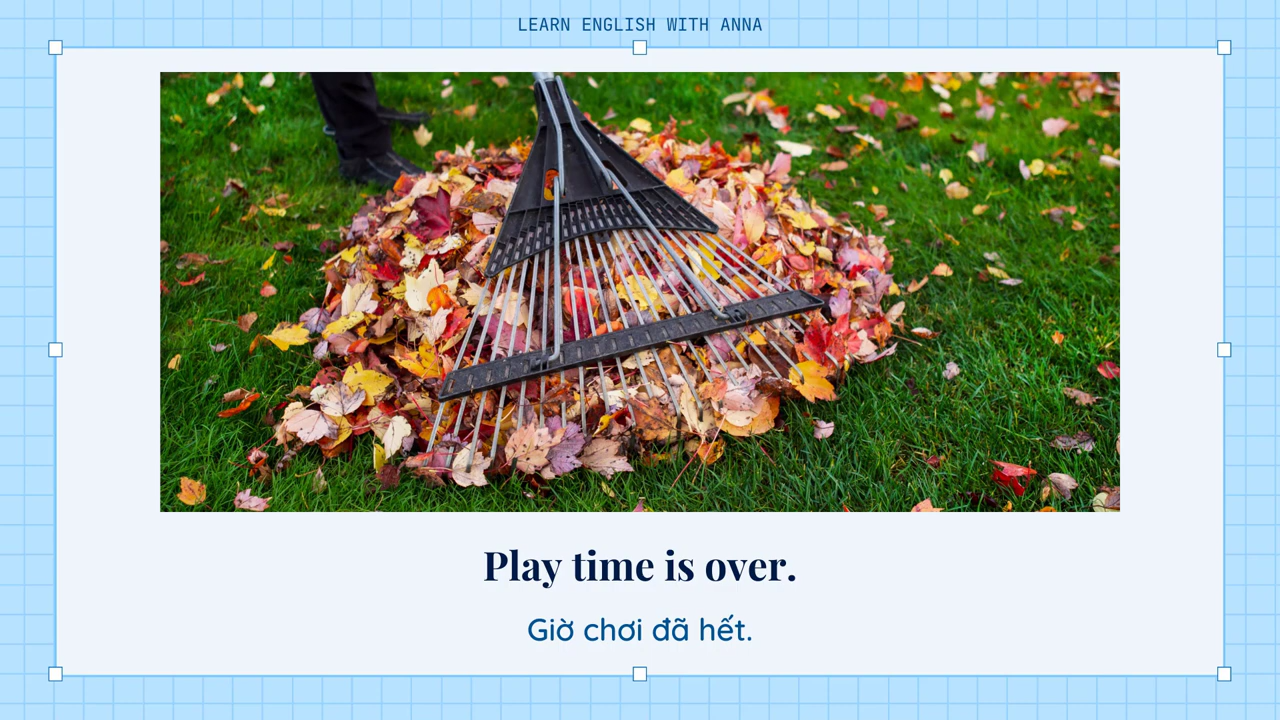 LEARN ENGLISH WITH ANNA
Play time is over.
Giờ chơi đã hết.